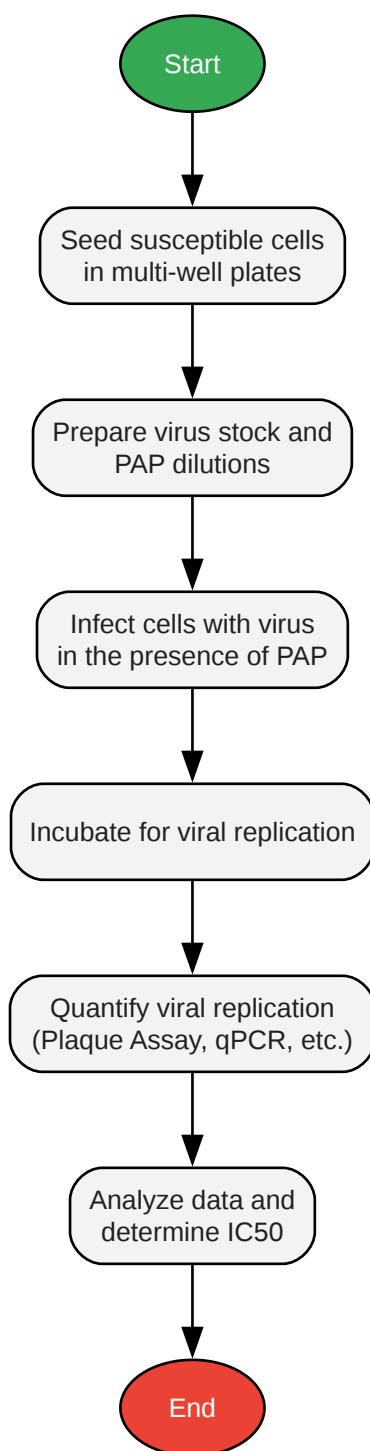 Start
Seed susceptible cells
in multi-well plates
Prepare virus stock and
PAP dilutions
Infect cells with virus
in the presence of PAP
Incubate for viral replication
Quantify viral replication
(Plaque Assay, qPCR, etc.)
Analyze data and
determine IC50
End